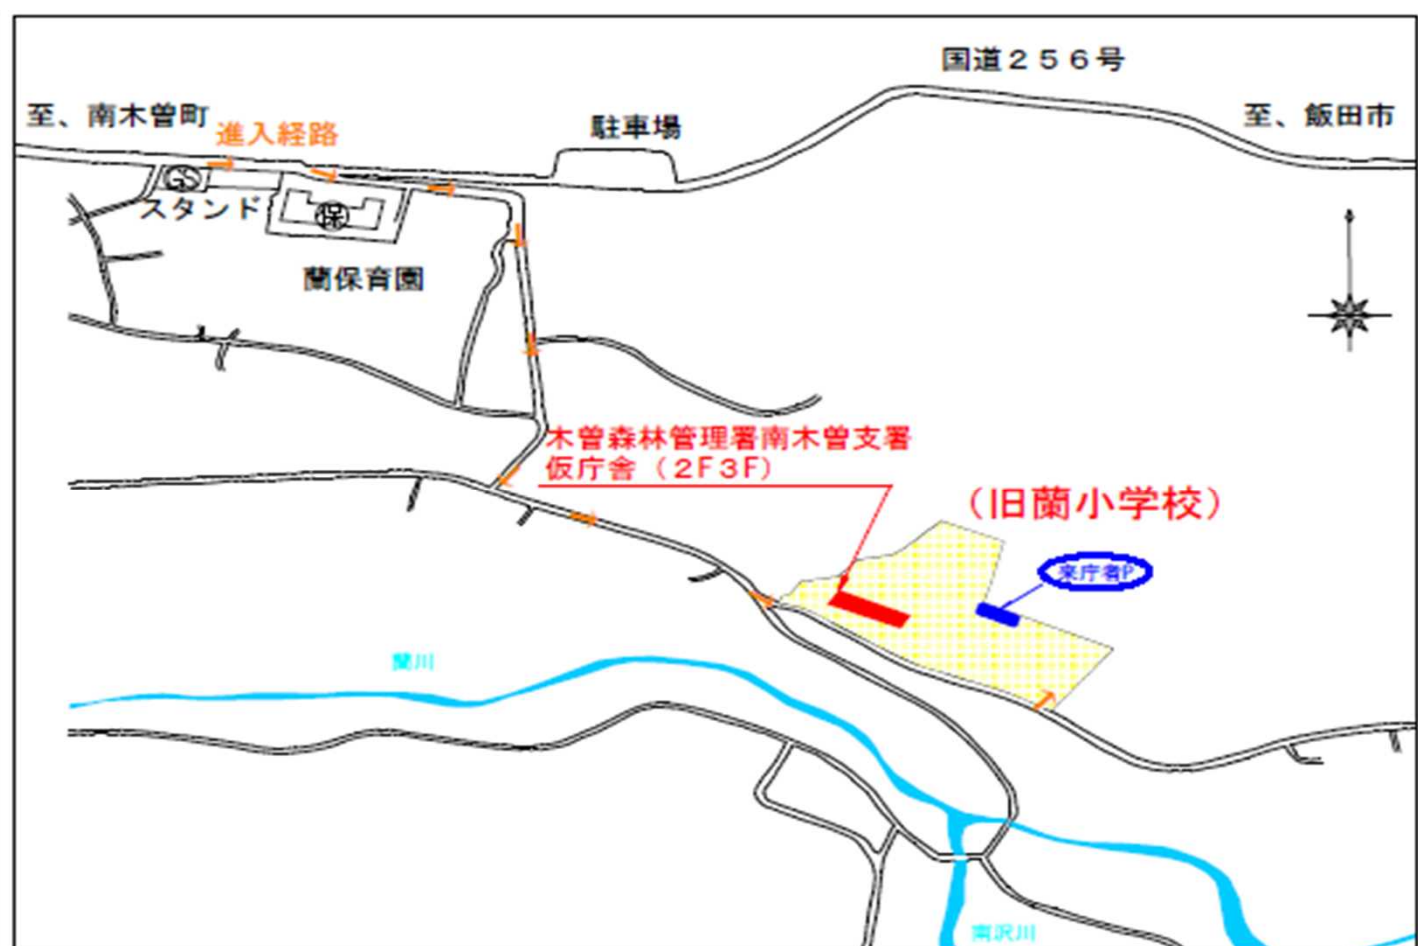 国道２５６号
至、南木曽町
至、飯田市
進入経路
駐車場
GS
スタンド
保
蘭保育園
木曽森林管理署南木曽支署
仮庁舎（２F３F）
（旧蘭小学校）
来庁者P
蘭川
南沢川